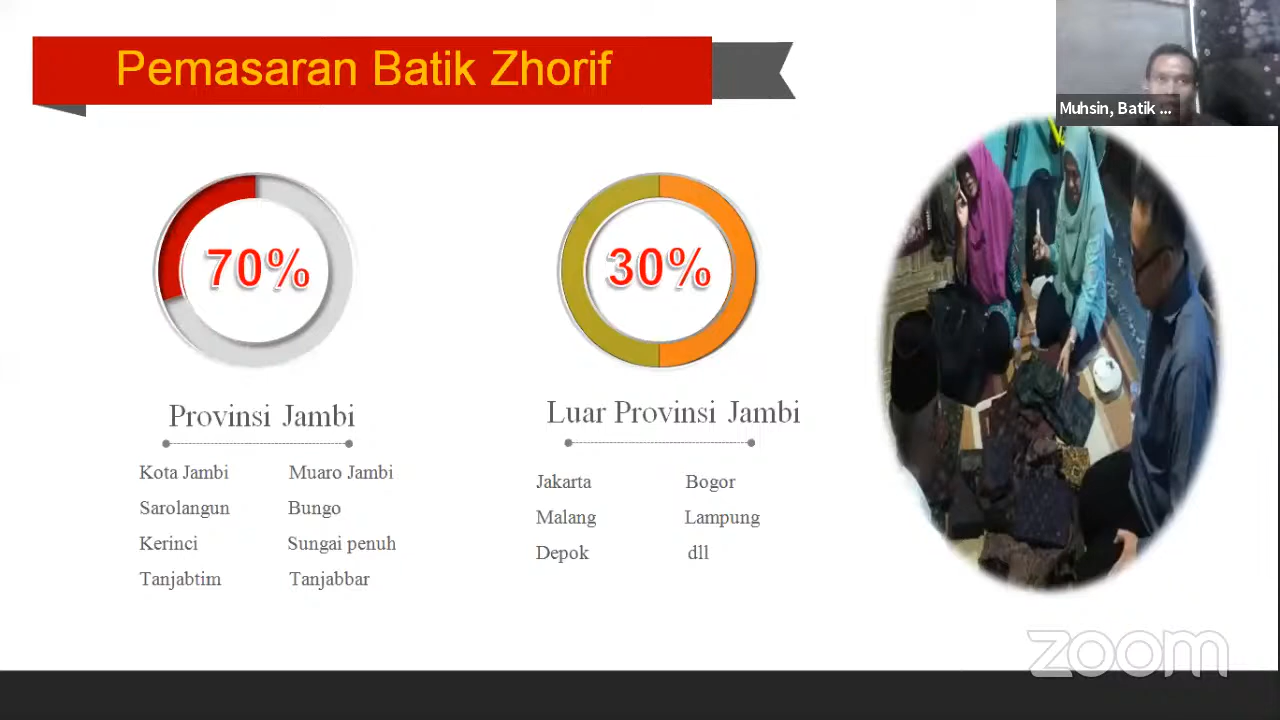 Pemasaran Batik Zhorif
Muhsin, Batik ...
70%
30%
Provinsi Jambi
Luar Provinsi Jambi
Kota Jambi Muaro Jambi
Sarolangun Bungo
Kerinci Sungai penuh
Tanjabtim Tanjabbar
Jakarta Bogor
Malang Lampung
Depok dll
zoom